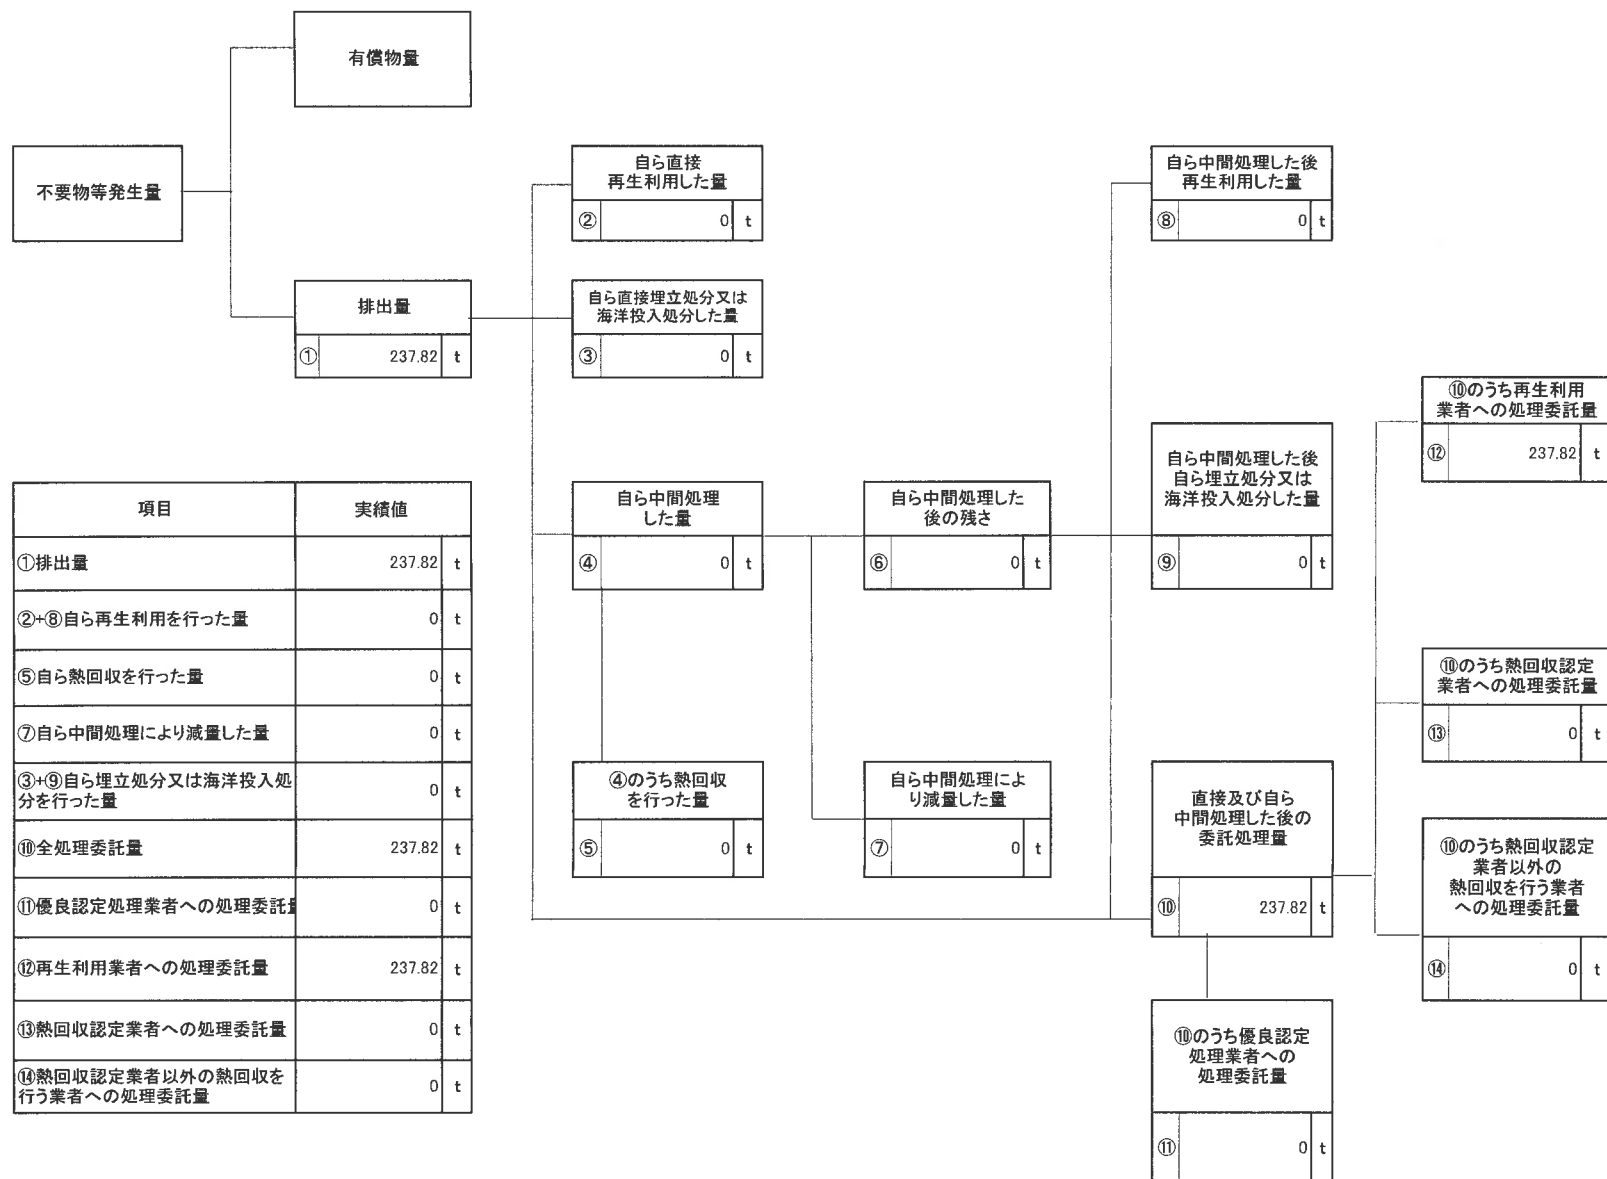 有償物量
不要物等発生量
排出量
① 237.82 t
自ら直接
再生利用した量
② 0 t
自ら直接埋立処分又は
海洋投入処分した量
③ 0 t
自ら中間処理
した量
④ 0 t
④のうち熱回収
を行った量
⑤ 0 t
自ら中間処理した
後の残さ
⑥ 0 t
自ら中間処理によ
り減量した量
⑦ 0 t
自ら中間処理した後
再生利用した量
⑧ 0 t
自ら中間処理した後
自ら埋立処分又は
海洋投入処分した量
⑨ 0 t
直接及び自ら
中間処理した後の
委託処理量
⑩ 237.82 t
⑩のうち優良認定
処理業者への
処理委託量
⑪ 0 t
⑩のうち再生利用
業者への処理委託量
⑫ 237.82 t
⑩のうち熱回収認定
業者への処理委託量
⑬ 0 t
⑩のうち熱回収認定
業者以外の
熱回収を行う業者
への処理委託量
⑭ 0 t
項目 実績値
①排出量 237.82 t
②+⑧自ら再生利用を行った量 0 t
⑤自ら熱回収を行った量 0 t
⑦自ら中間処理により減量した量 0 t
③+⑨自ら埋立処分又は海洋投入処
分を行った量 0 t
⑩全処理委託量 237.82 t
⑪優良認定処理業者への処理委託量 0 t
⑫再生利用業者への処理委託量 237.82 t
⑬熱回収認定業者への処理委託量 0 t
⑭熱回収認定業者以外の熱回収を
行う業者への処理委託量 0 t